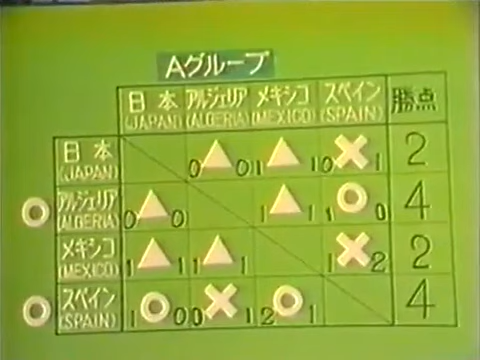 Aグループ
日本 アルジェリア メキシコ スペイン 勝点
(JAPAN) (ALGERIA) (MEXICO) (SPAIN)
日本 0△0 1△1 0×1 2
(JAPAN)
◎ アルジェリア 0△0 1△1 1○0 4
(ALGERIA)
メキシコ 1△1 1△1 1×2 2
(MEXICO)
◎ スペイン 1○0 0×1 2○1 4
(SPAIN)